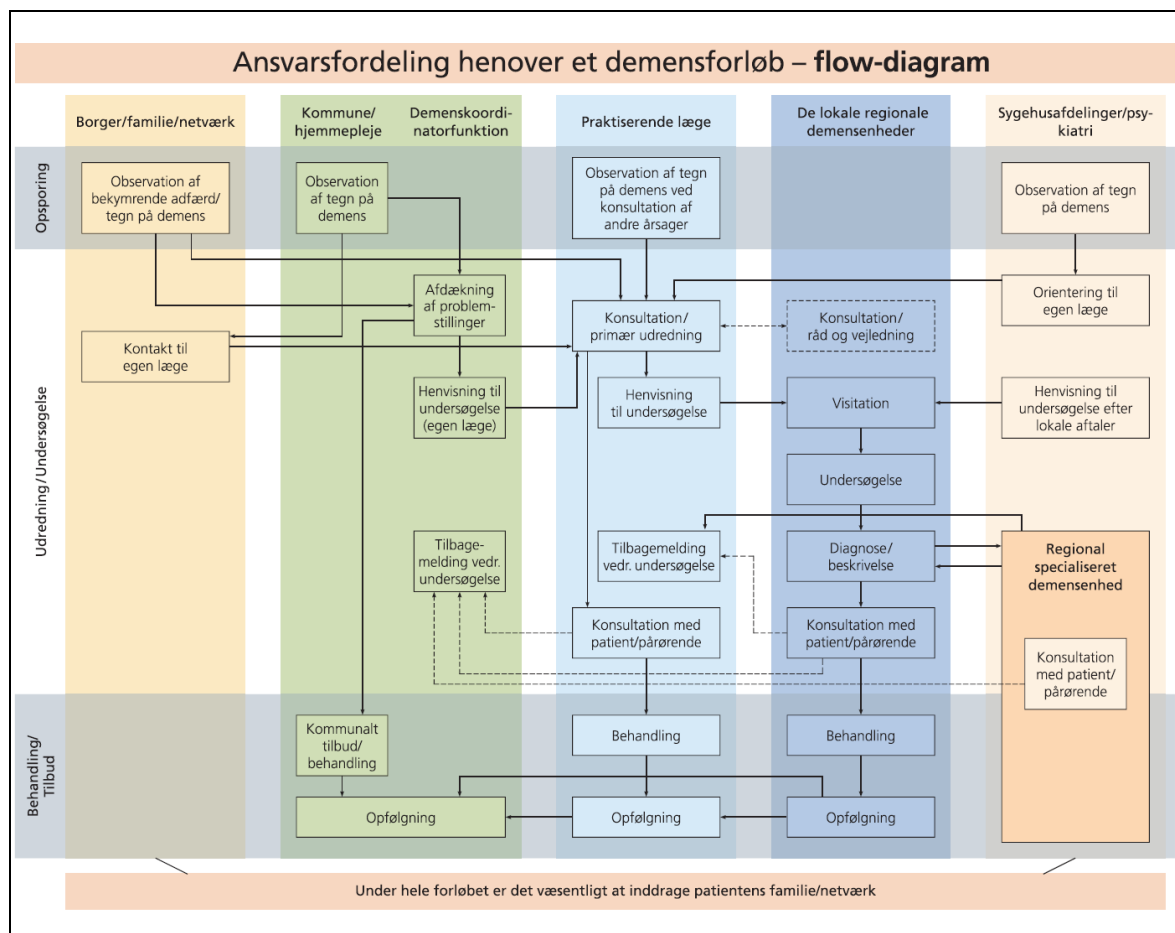 Ansvarsfordeling henover et demensforløb – flow-diagram
Borger/familie/netværk
Kommune/
hjemmepleje
Demenskoordi-
natorfunktion
Praktiserende læge
De lokale regionale
demensenheder
Sygehusafdelinger/psy-
kiatri
Opsporing
Observation af
bekymrende adfærd/
tegn på demens
Observation
af tegn på
demens
Observation af tegn
på demens ved
konsultation af
andre årsager
Observation af tegn
på demens
Udredning/Undersøgelse
Afdækning
af problem-
stillinger
Konsultation/
primær udredning
Konsultation/
råd og vejledning
Orientering til
egen læge
Kontakt til
egen læge
Henvisning til
undersøgelse
(egen læge)
Henvisning
til undersøgelse
Visitation
Henvisning til
undersøgelse efter
lokale aftaler
Undersøgelse
Tilbage-
melding vedr.
undersøgelse
Tilbagemelding
vedr. undersøgelse
Diagnose/
beskrivelse
Regional
specialiseret
demensenhed
Konsultation med
patient/pårørende
Konsultation med
patient/pårørende
Konsultation
med patient/
pårørende
Behandling/
Tilbud
Kommunalt
tilbud/
behandling
Behandling
Behandling
Opfølgning
Opfølgning
Opfølgning
Under hele forløbet er det væsentligt at inddrage patientens familie/netværk